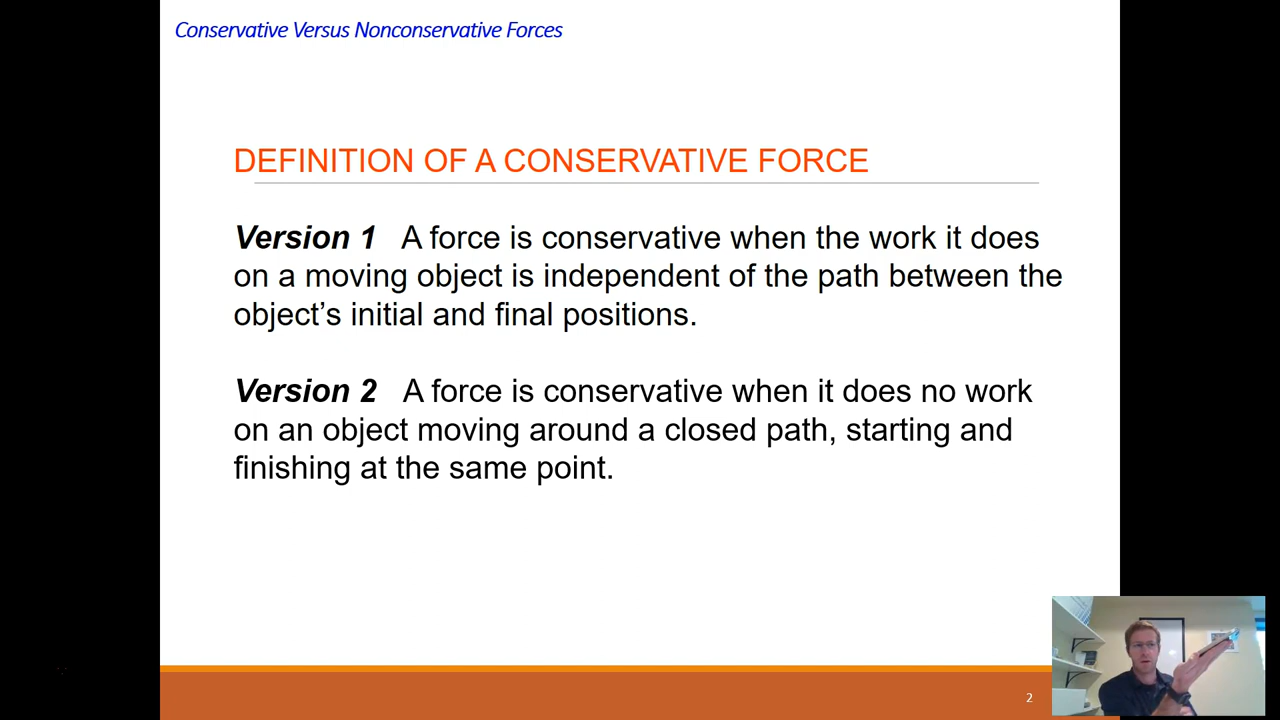 Conservative Versus Nonconservative Forces
DEFINITION OF A CONSERVATIVE FORCE
Version 1 A force is conservative when the work it does
on a moving object is independent of the path between the
object’s initial and final positions.
Version 2 A force is conservative when it does no work
on an object moving around a closed path, starting and
finishing at the same point.
2